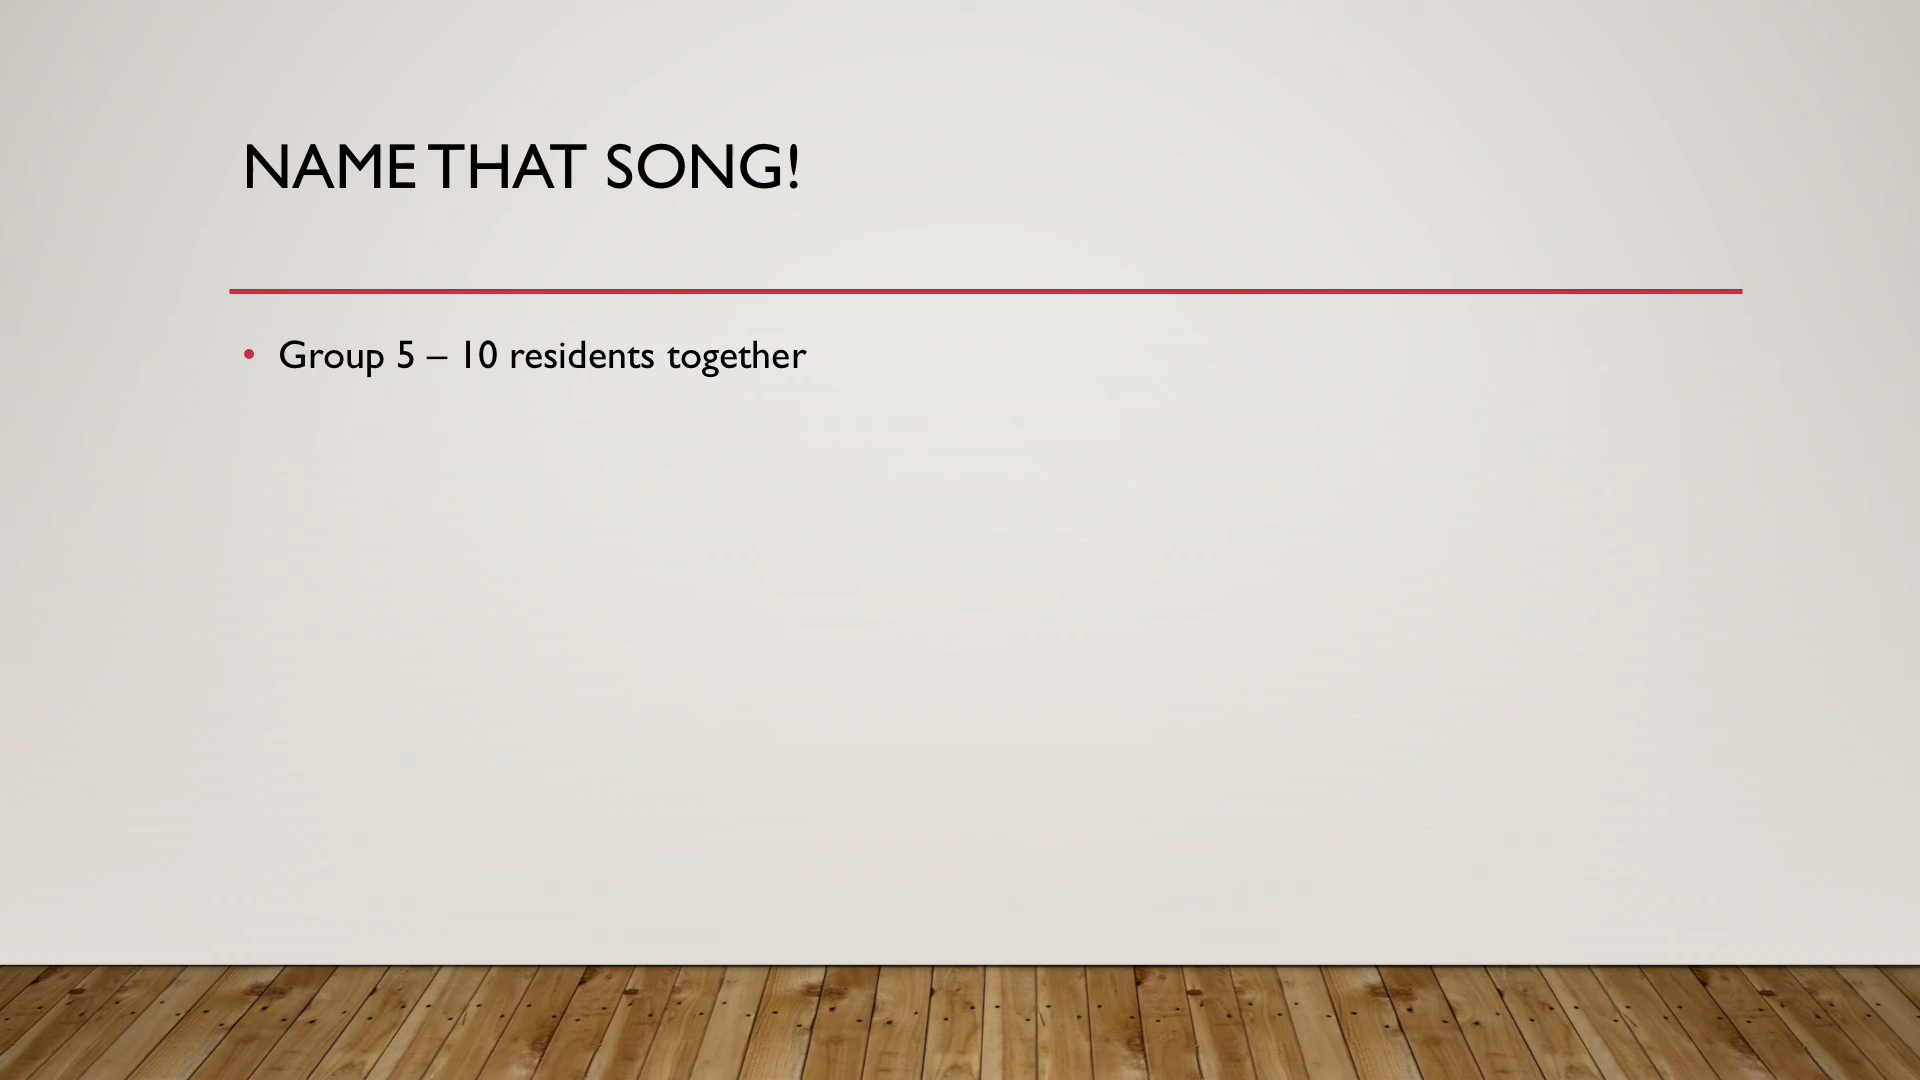 NAME THAT SONG!
• Group 5 – 10 residents together